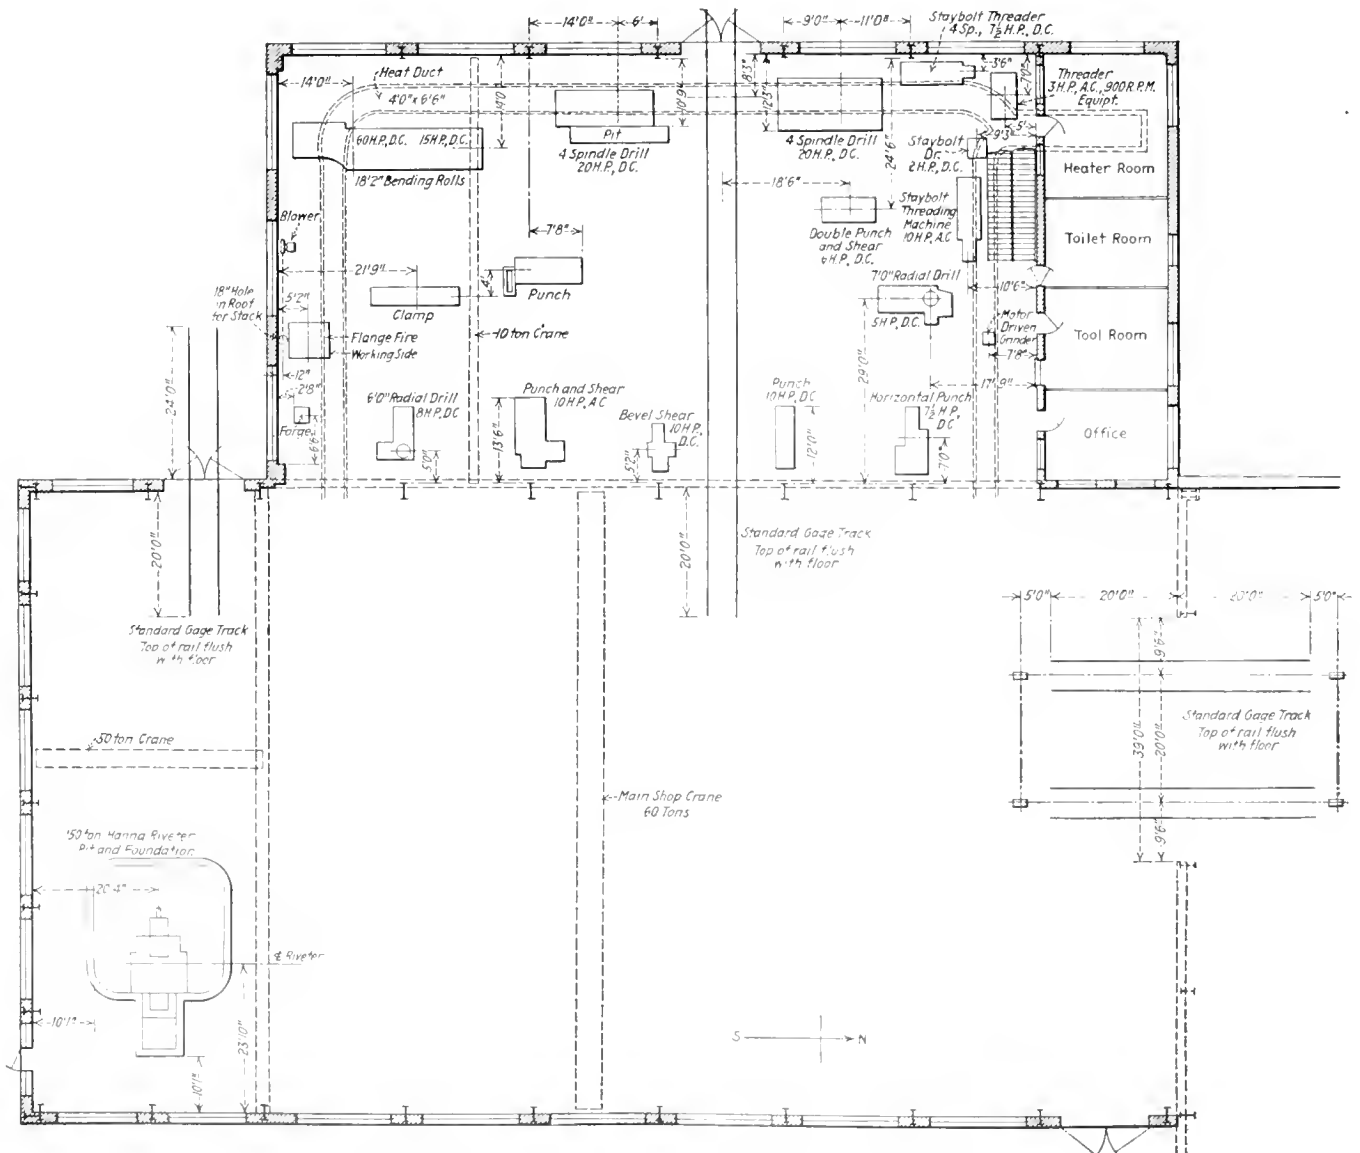 14'0" 6'
9'0" 11'0"
Staybolt Threader
4 Sp., 7½ H.P., D.C.
14'0"
Heat Duct
4'0" x 6'6"
14'0"
10'9"
8'3"
12'3"
3'6"
7'0"
Threader
3 H.P., A.C., 900 R.P.M.
Equipt.
60 H.P., D.C. 15 H.P., D.C.
18'2" Bending Rolls
Pit
4 Spindle Drill
20 H.P., D.C.
4 Spindle Drill
20 H.P., D.C.
24'6"
Staybolt
Dr.
2 H.P., D.C.
5'
9'3"
Heater Room
18'6"
Staybolt
Threading
Machine
10 H.P., A.C
Blower
7'8"
Double Punch
and Shear
6 H.P., D.C.
Toilet Room
21'9"
4'
Punch
7'0" Radial Drill
5 H.P., D.C.
10'6"
18" Hole
in Roof
for Stack
5'2"
Clamp
Flange Fire
Working Side
10 ton Crane
Motor
Driven
Grinder
7'8"
Tool Room
24'0"
12"
2'8"
Forge
6'6"
6'0" Radial Drill
8 H.P., D.C
5'0"
Punch and Shear
10 H.P., A.C
13'6"
Bevel Shear
10 H.P.,
D.C.
5'2"
Punch
10 H.P., D.C
12'0"
29'0"
17'9"
Horizontal Punch
7½ H.P.,
D.C
7'0"
Office
20'0"
Standard Gage Track
Top of rail flush
with floor
20'0"
Standard Gage Track
Top of rail flush
with floor
5'0" 20'0" 20'0" 5'0"
9'6"
39'0"
20'0"
9'6"
Standard Gage Track
Top of rail flush
with floor
50 ton Crane
Main Shop Crane
60 Tons
150 ton Hanna Riveter
Pit and Foundation
20'4"
℄ Riveter
10'1"
23'10"
10'1"
S N